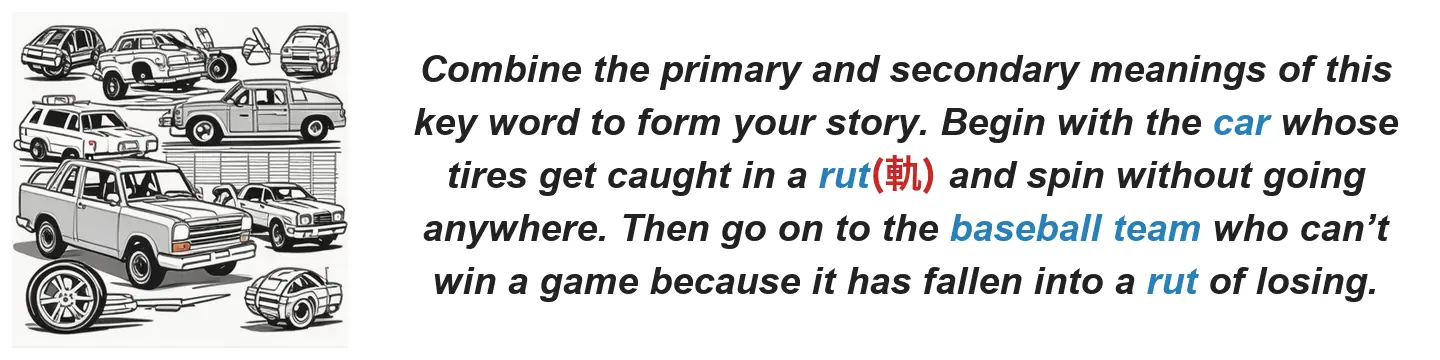 Combine the primary and secondary meanings of this
key word to form your story. Begin with the car whose
tires get caught in a rut(軌) and spin without going
anywhere. Then go on to the baseball team who can’t
win a game because it has fallen into a rut of losing.